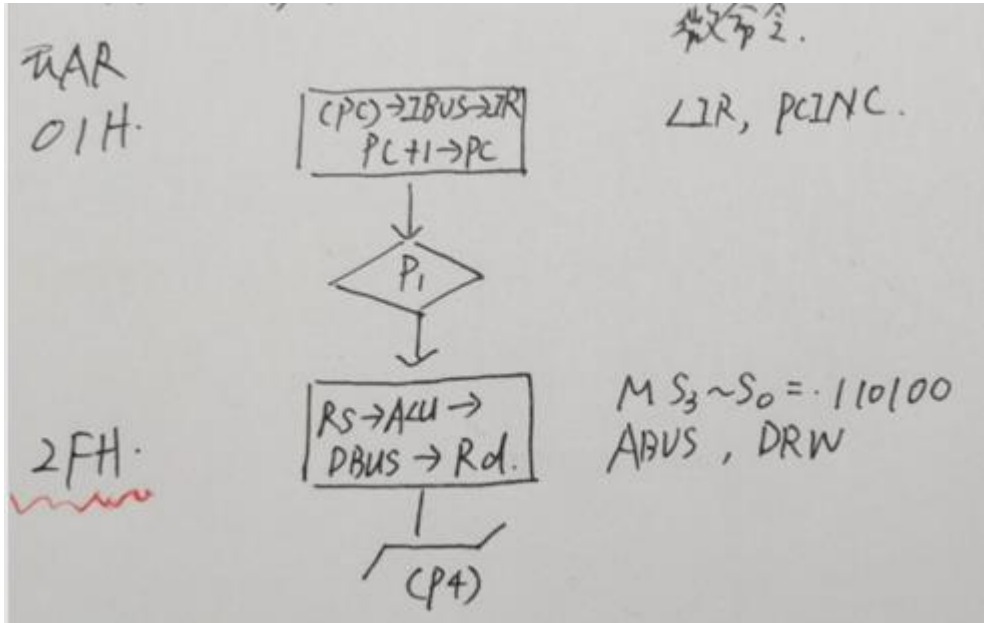 微命令.
μAR
01H.
(PC)→IBUS→IR
PC+1→PC
LIR, PCINC.
P1
2FH.
RS→ALU→
DBUS→Rd.
M S3~S0=.110100
ABUS, DRW
(P4)